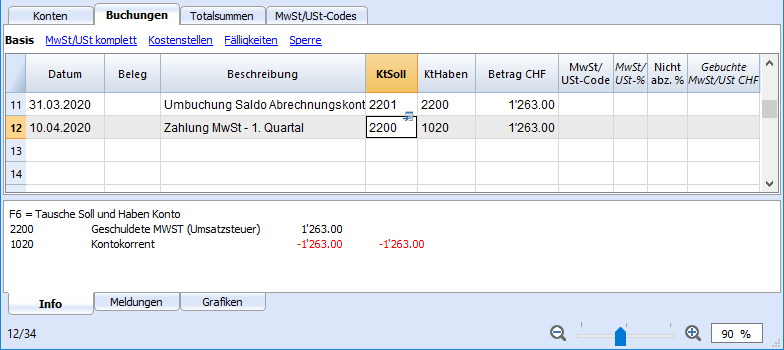 Konten Buchungen Totalsummen MwSt/USt-Codes
Basis MwSt/USt komplett Kostenstellen Fälligkeiten Sperre
Datum Beleg Beschreibung KtSoll KtHaben Betrag CHF MwSt/ USt-Code MwSt/ USt-% Nicht abz. % Gebuchte MwSt/USt CHF
11 31.03.2020 Umbuchung Saldo Abrechnungskont 2201 2200 1'263.00
12 10.04.2020 Zahlung MwSt - 1. Quartal 2200 1020 1'263.00
13
14
F6 = Tausche Soll und Haben Konto
2200 Geschuldete MWST (Umsatzsteuer) 1'263.00
1020 Kontokorrent -1'263.00 -1'263.00
Info Meldungen Grafiken
12/34 90 %